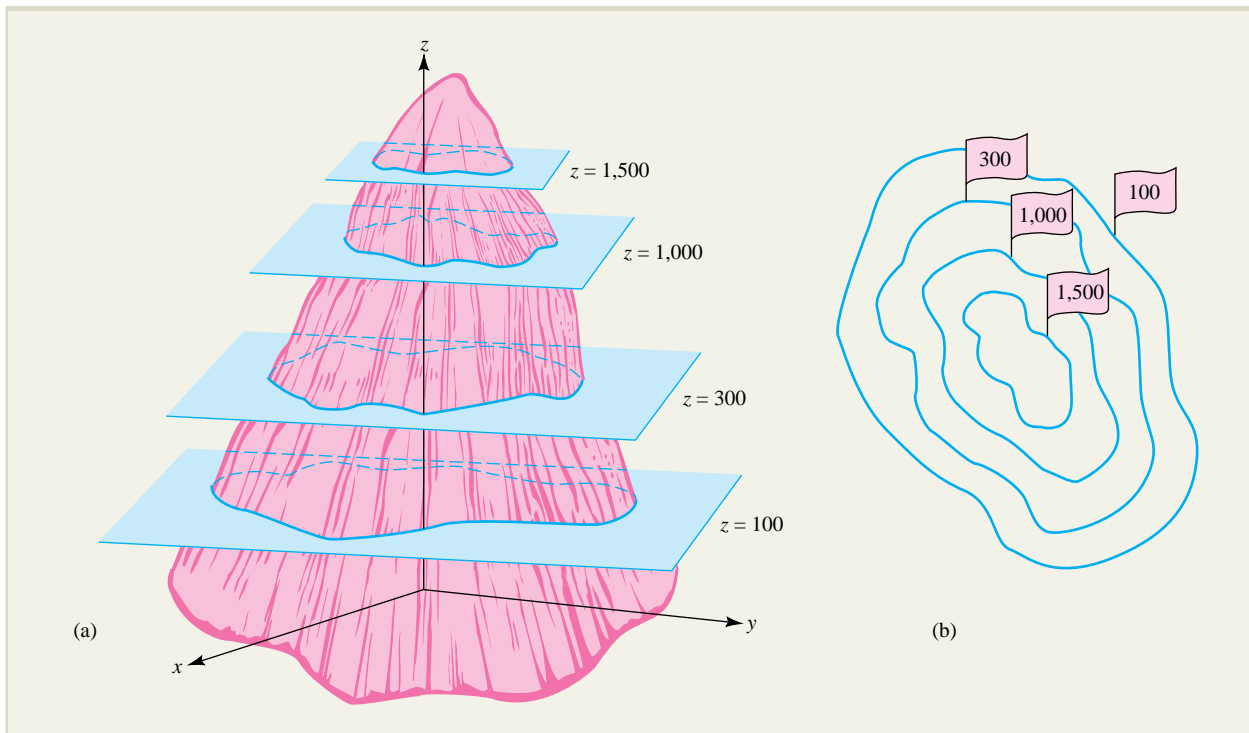 z
z = 1,500
z = 1,000
z = 300
z = 100
(a)
x
y
300
100
1,000
1,500
(b)